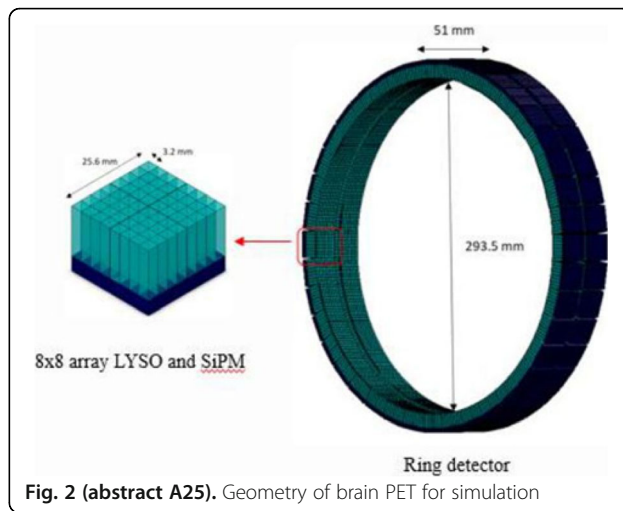 51 mm
3.2 mm
25.6 mm
293.5 mm
8x8 array LYSO and SiPM
Ring detector
Fig. 2 (abstract A25). Geometry of brain PET for simulation